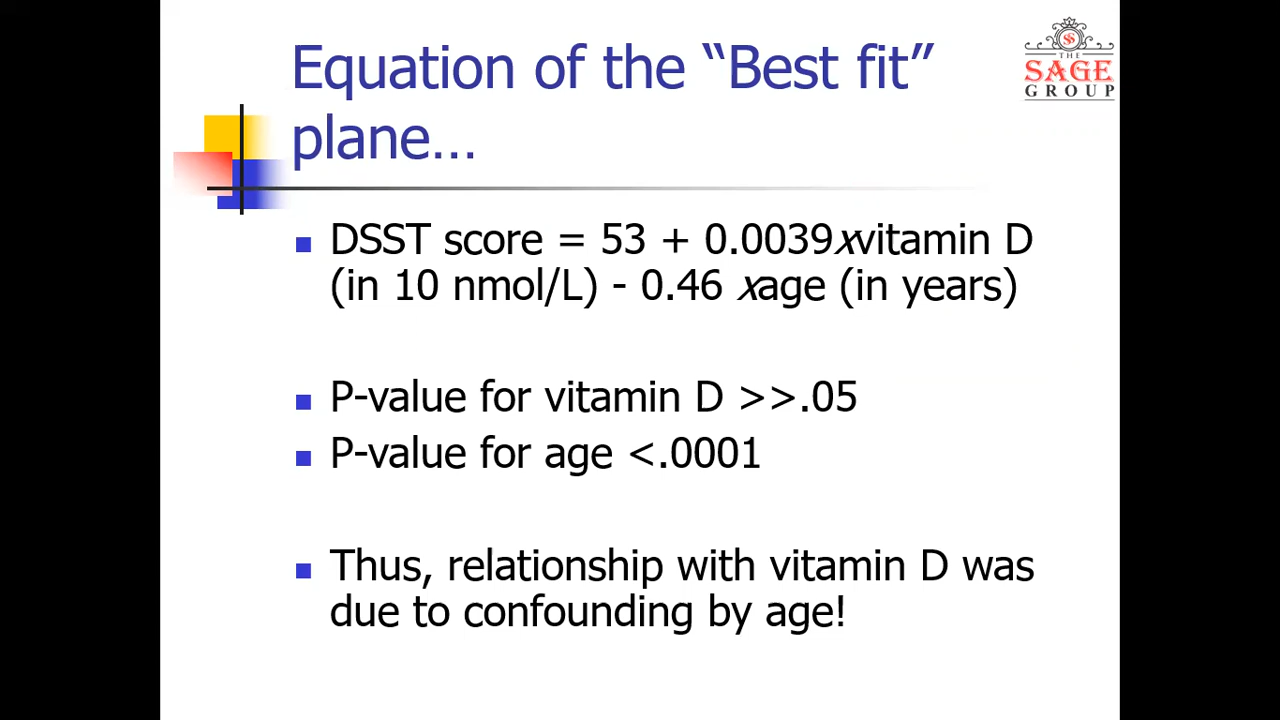 Equation of the “Best fit”
plane…
SS
THE
SAGE
GROUP
DSST score = 53 + 0.0039xvitamin D
(in 10 nmol/L) - 0.46 xage (in years)
P-value for vitamin D >>.05
P-value for age <.0001
Thus, relationship with vitamin D was
due to confounding by age!